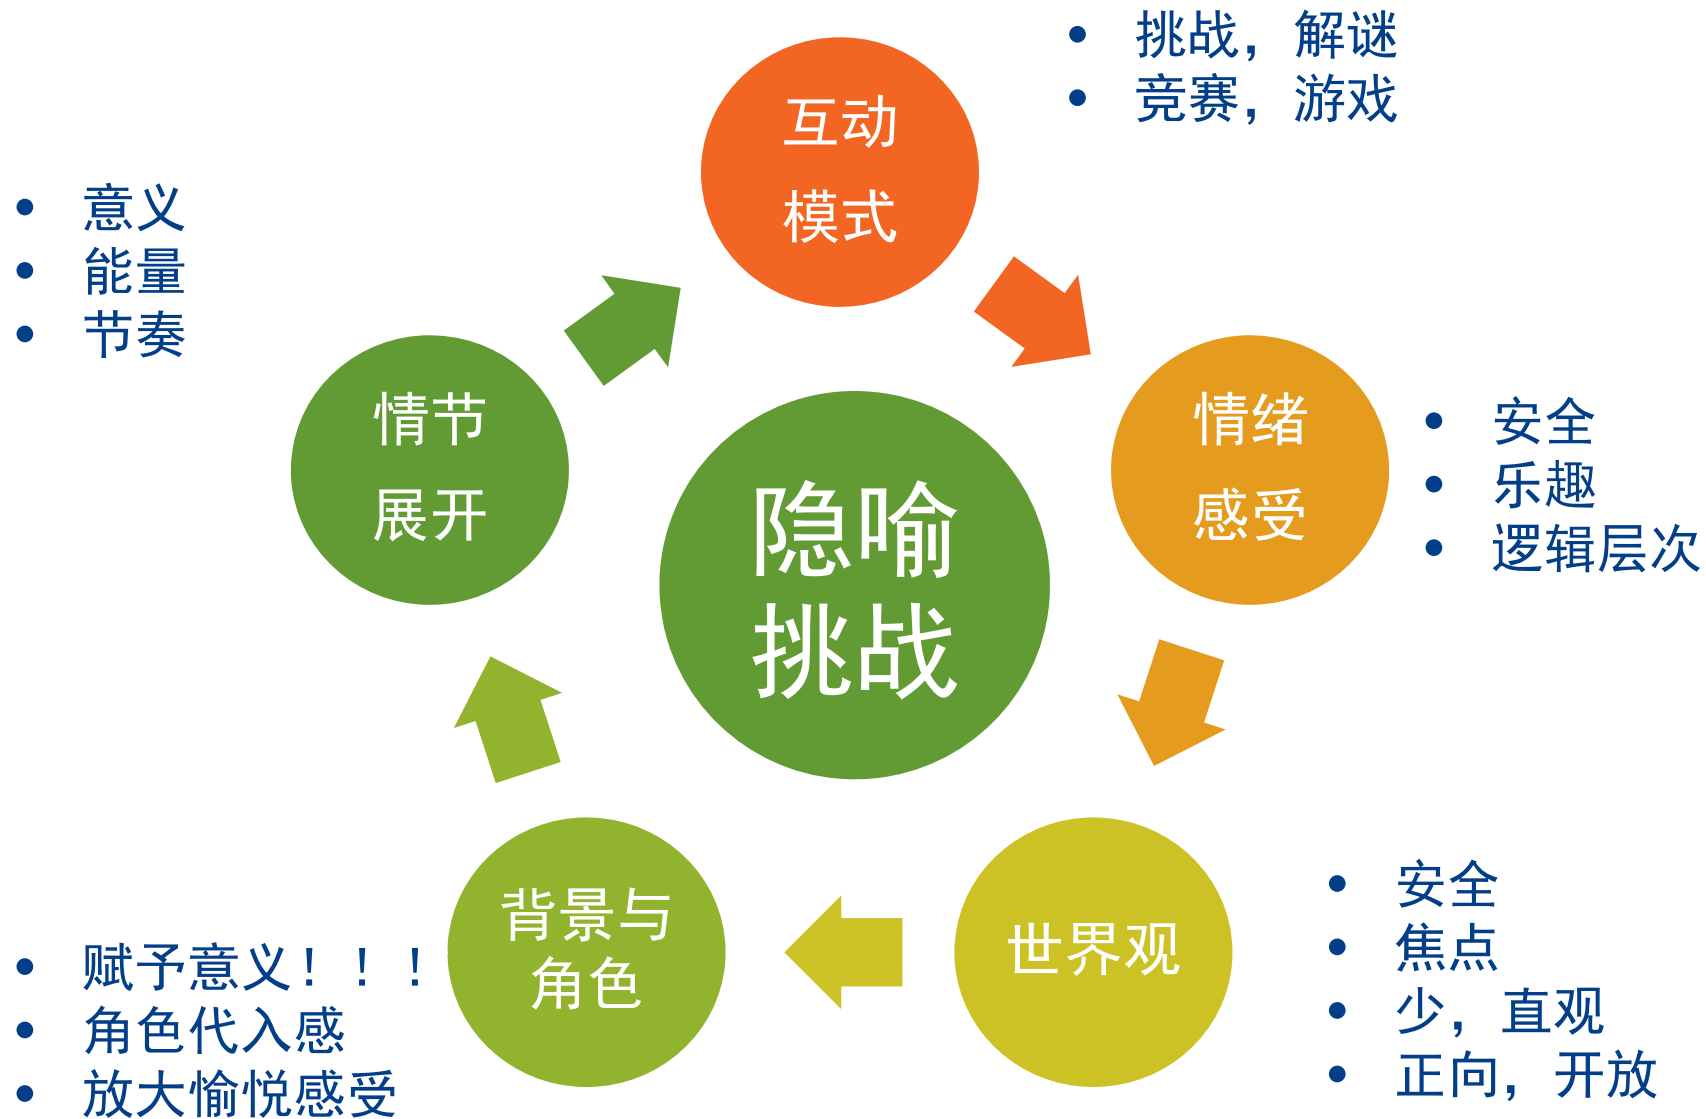 • 挑战，解谜
• 竞赛，游戏
互动
模式
• 意义
• 能量
• 节奏
情节
展开
情绪
感受
• 安全
• 乐趣
• 逻辑层次
隐喻
挑战
背景与
角色
世界观
• 安全
• 焦点
• 少，直观
• 正向，开放
• 赋予意义！！！
• 角色代入感
• 放大愉悦感受